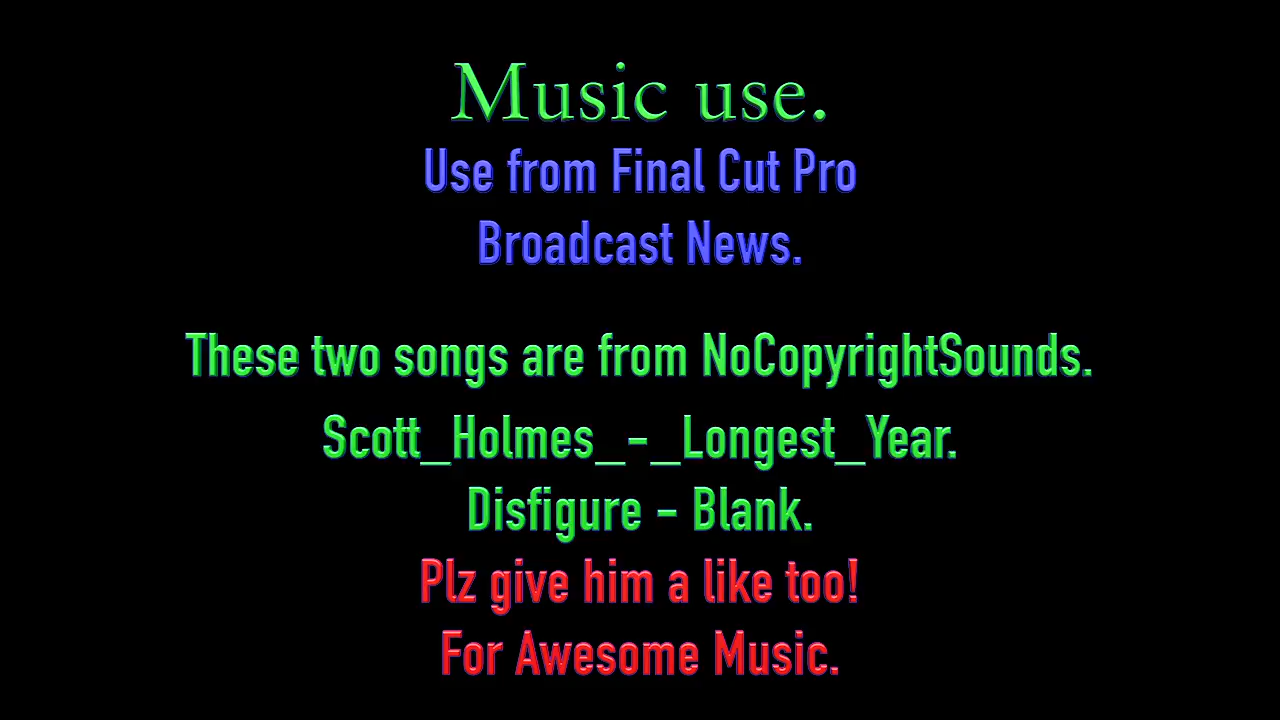 Music use.
Use from Final Cut Pro
Broadcast News.
These two songs are from NoCopyrightSounds.
Scott_Holmes_-_Longest_Year.
Disfigure - Blank.
Plz give him a like too!
For Awesome Music.